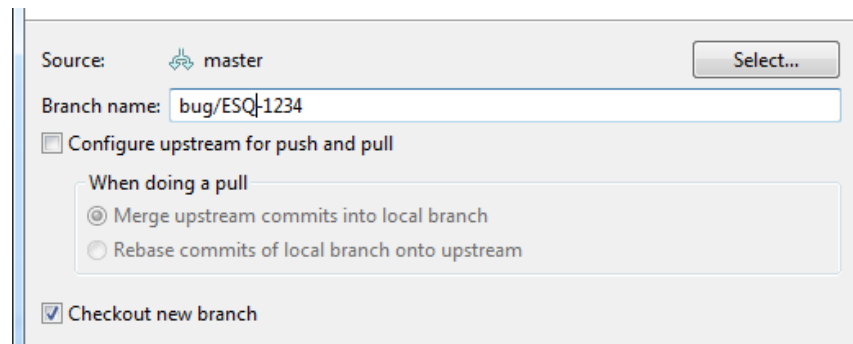 Source: master Select...
Branch name: bug/ESQ-1234
Configure upstream for push and pull
When doing a pull
Merge upstream commits into local branch
Rebase commits of local branch onto upstream
Checkout new branch